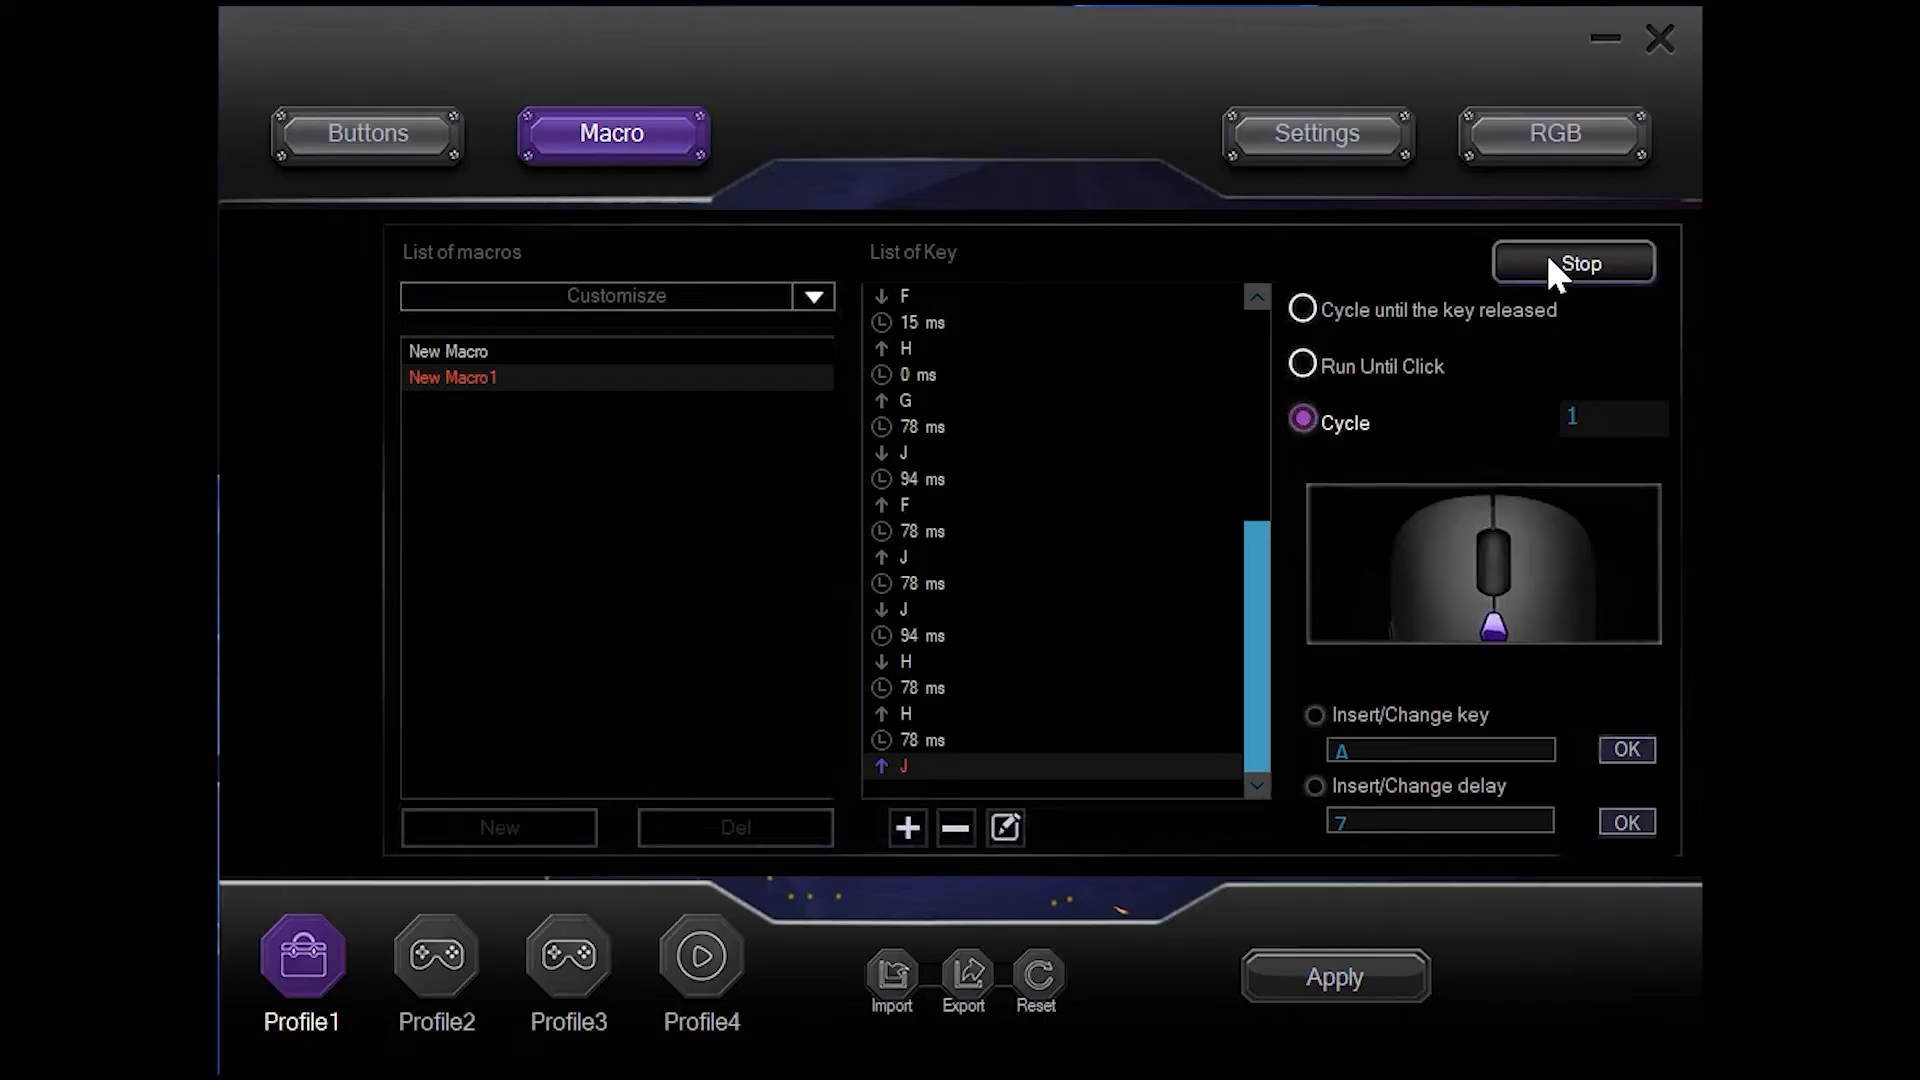 Buttons
Macro
Settings
RGB
List of macros
Customisze
New Macro
New Macro1
New
Del
List of Key
F
15 ms
H
0 ms
G
78 ms
J
94 ms
F
78 ms
J
78 ms
J
94 ms
H
78 ms
H
78 ms
J
Stop
Cycle until the key released
Run Until Click
Cycle 1
Insert/Change key
A OK
Insert/Change delay
7 OK
Profile1
Profile2
Profile3
Profile4
Import
Export
Reset
Apply